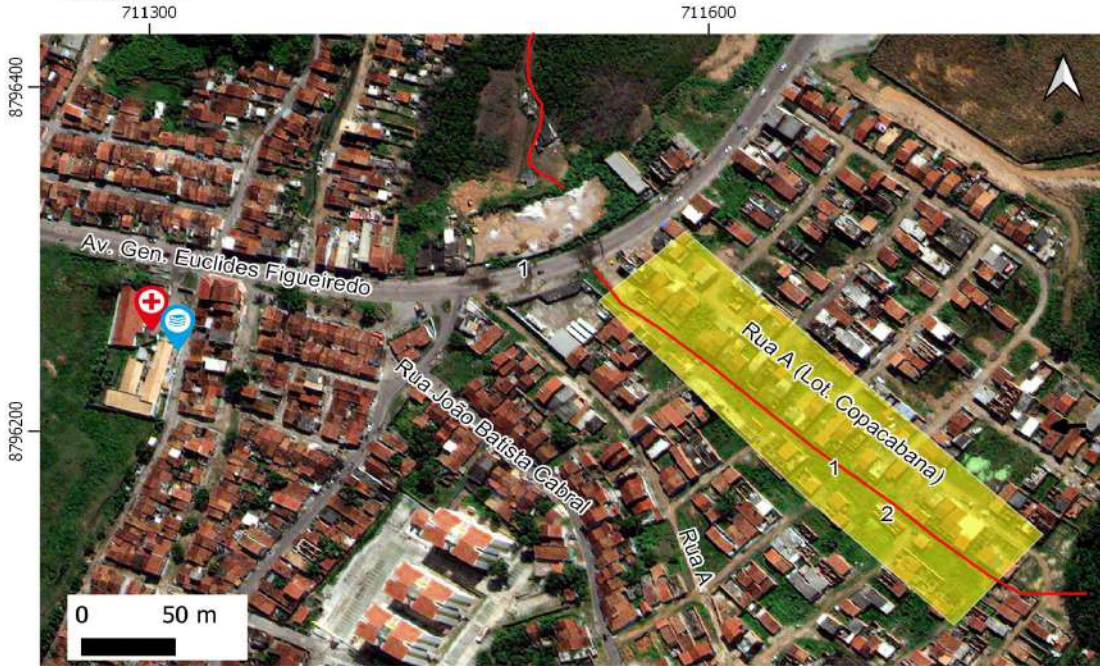 711300
711600
8796400
Av. Gen. Euclides Figueiredo
1
Rua A (Lot. Copacabana)
Rua João Batista Cabral
8796200
1
2
Rua A
0 50 m